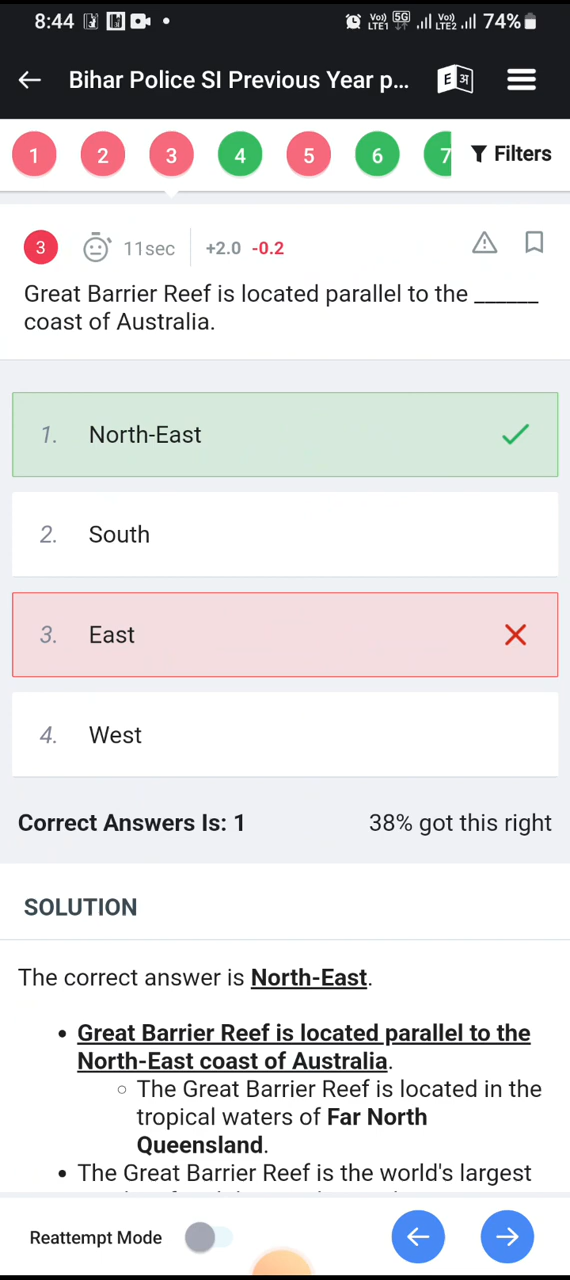 8:44 Vo)) LTE1 5G Vo)) LTE2 74%
Bihar Police SI Previous Year p... E अ
1 2 3 4 5 6 7 Filters
3 11sec +2.0 -0.2
Great Barrier Reef is located parallel to the ______
coast of Australia.
1. North-East
2. South
3. East
4. West
Correct Answers Is: 1 38% got this right
SOLUTION
The correct answer is North-East.
• Great Barrier Reef is located parallel to the
North-East coast of Australia.
○ The Great Barrier Reef is located in the
tropical waters of Far North
Queensland.
• The Great Barrier Reef is the world's largest
Reattempt Mode